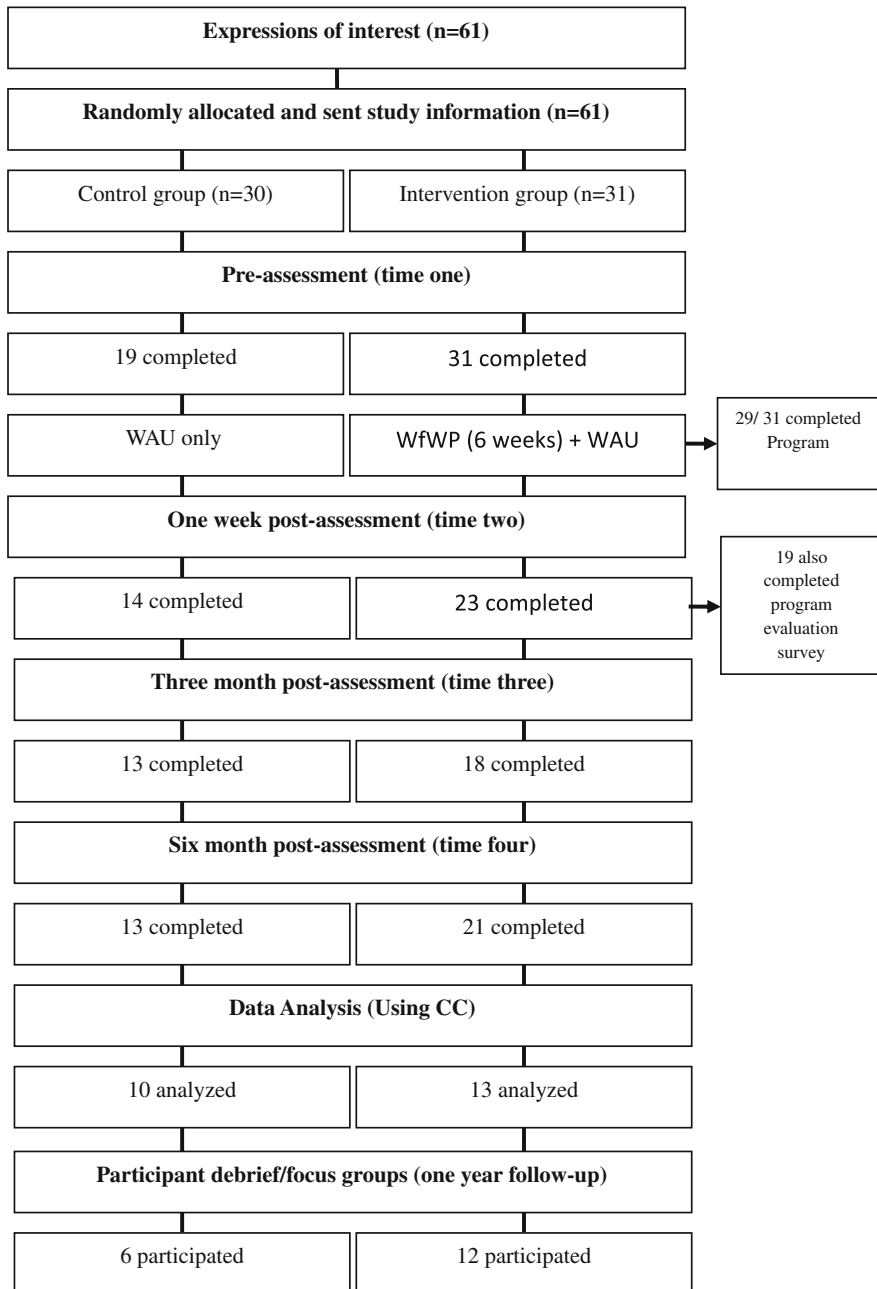 Expressions of interest (n=61)
Randomly allocated and sent study information (n=61)
Control group (n=30)
Intervention group (n=31)
Pre-assessment (time one)
19 completed
31 completed
WAU only
WfWP (6 weeks) + WAU
29/ 31 completed
Program
One week post-assessment (time two)
14 completed
23 completed
19 also
completed
program
evaluation
survey
Three month post-assessment (time three)
13 completed
18 completed
Six month post-assessment (time four)
13 completed
21 completed
Data Analysis (Using CC)
10 analyzed
13 analyzed
Participant debrief/focus groups (one year follow-up)
6 participated
12 participated